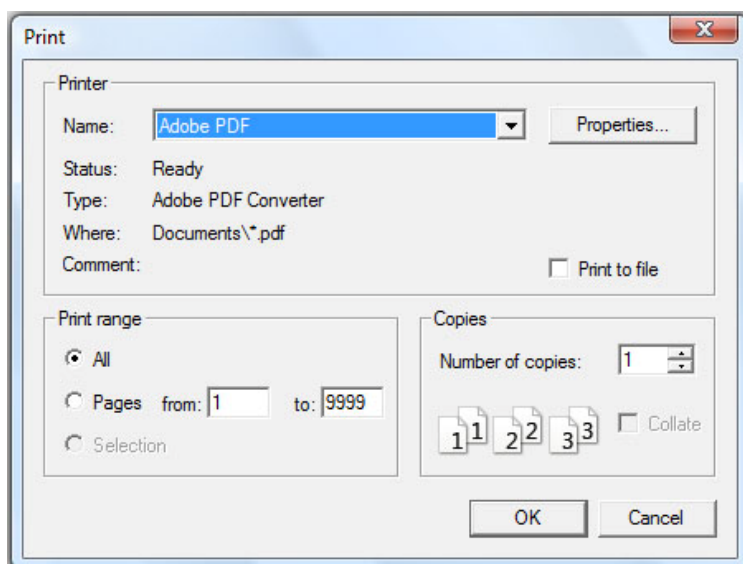 Print
Printer
Name: Adobe PDF Properties...
Status: Ready
Type: Adobe PDF Converter
Where: Documents\*.pdf
Comment: Print to file
Print range
All
Pages from: 1 to: 9999
Selection
Copies
Number of copies: 1
1 1 2 2 3 3 Collate
OK Cancel